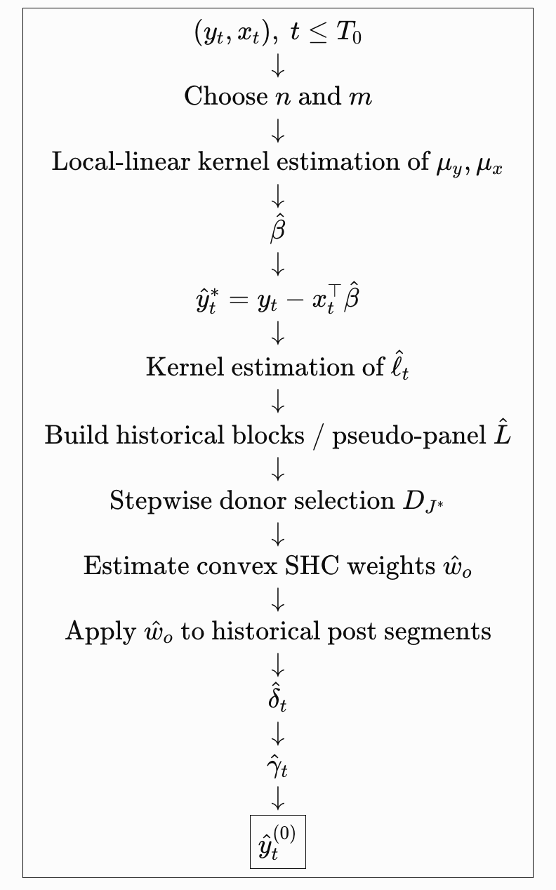 (y_t, x_t), t ≤ T_0
↓
Choose n and m
↓
Local-linear kernel estimation of μ_y, μ_x
↓
β̂
↓
ŷ_t^* = y_t − x_t^⊤ β̂
↓
Kernel estimation of ℓ̂_t
↓
Build historical blocks / pseudo-panel L̂
↓
Stepwise donor selection D_{J^*}
↓
Estimate convex SHC weights ŵ_o
↓
Apply ŵ_o to historical post segments
↓
δ̂_t
↓
γ̂_t
↓
ŷ_t^{(0)}